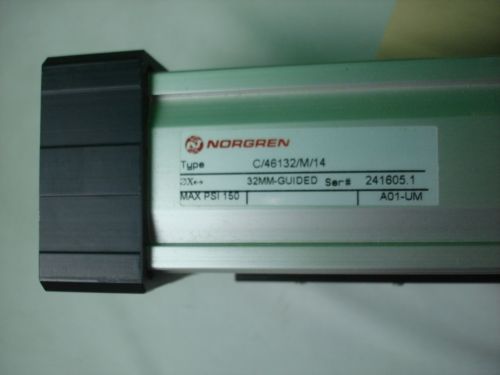 NORGREN
Type C/46132/M/14
32MM-GUIDED Ser# 241605.1
MAX PSI 150 A01-UM